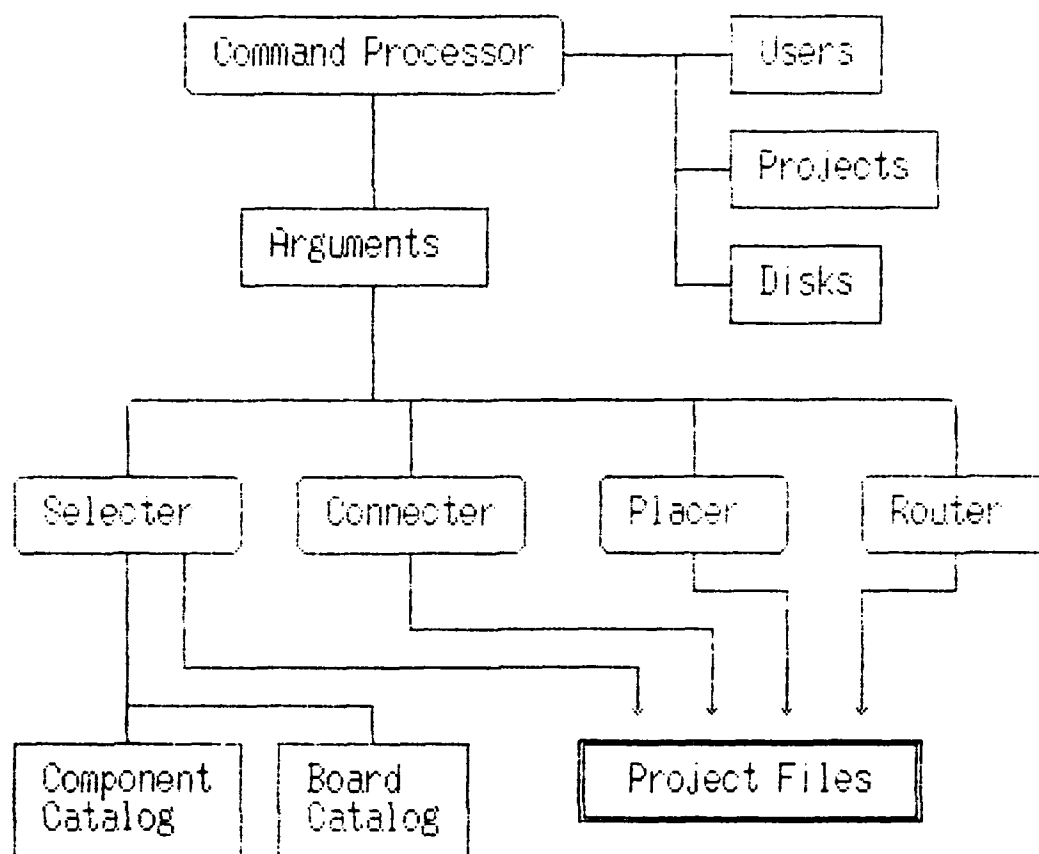 Command Processor
Users
Projects
Arguments
Disks
Selecter
Connecter
Placer
Router
Component
Catalog
Board
Catalog
Project Files